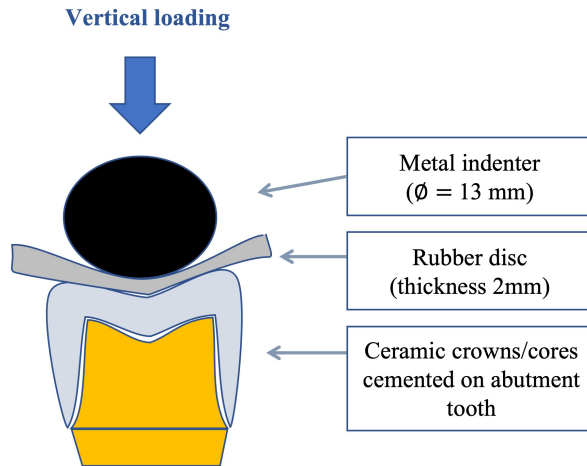 Vertical loading
Metal indenter
(∅ = 13 mm)
Rubber disc
(thickness 2mm)
Ceramic crowns/cores
cemented on abutment
tooth